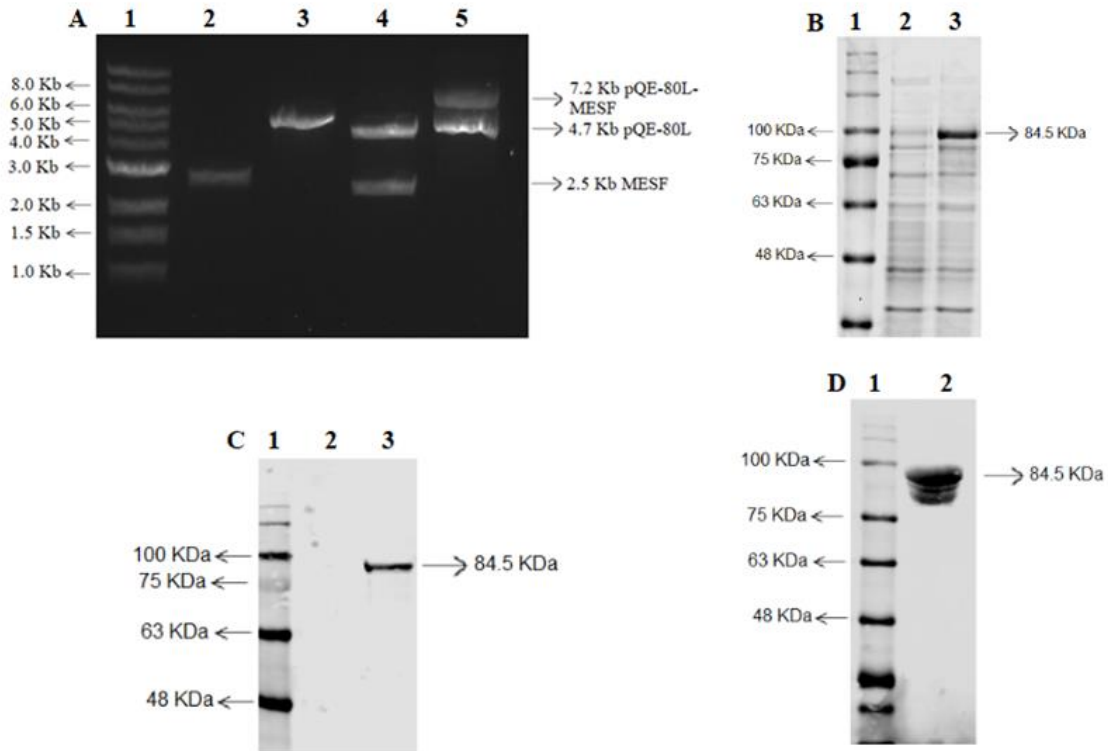 A 1 2 3 4 5
8.0 Kb
6.0 Kb
5.0 Kb
4.0 Kb
3.0 Kb
2.0 Kb
1.5 Kb
1.0 Kb
7.2 Kb pQE-80L-
MESF
4.7 Kb pQE-80L
2.5 Kb MESF
B 1 2 3
100 KDa
75 KDa
63 KDa
48 KDa
84.5 KDa
C 1 2 3
100 KDa
75 KDa
63 KDa
48 KDa
84.5 KDa
D 1 2
100 KDa
75 KDa
63 KDa
48 KDa
84.5 KDa